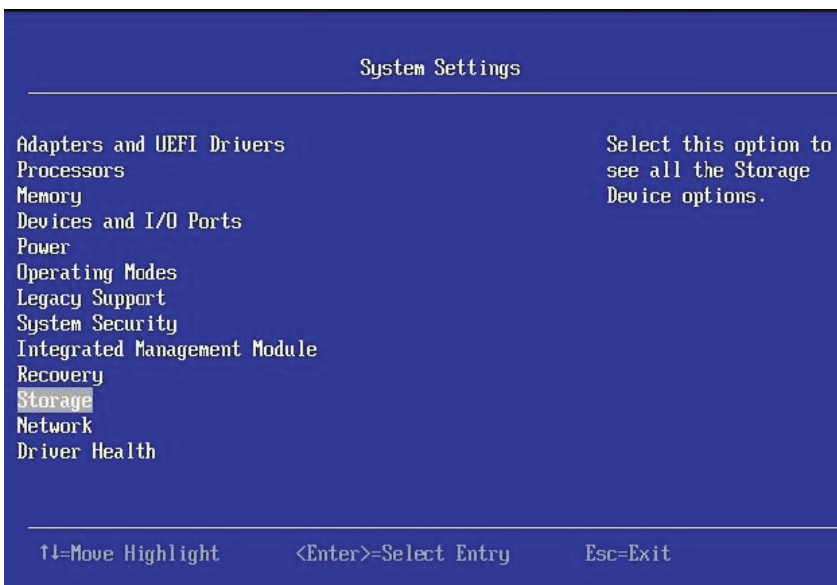 System Settings
Adapters and UEFI Drivers
Processors
Memory
Devices and I/O Ports
Power
Operating Modes
Legacy Support
System Security
Integrated Management Module
Recovery
Storage
Network
Driver Health
Select this option to
see all the Storage
Device options.
↑↓=Move Highlight <Enter>=Select Entry Esc=Exit